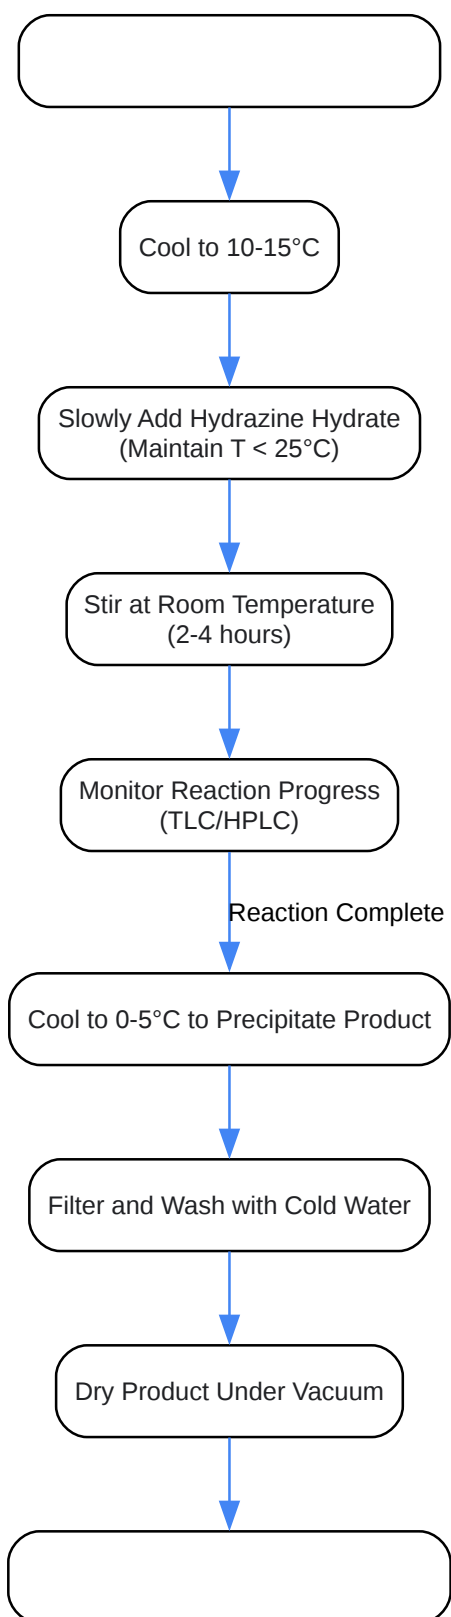 Cool to 10-15°C
Slowly Add Hydrazine Hydrate
(Maintain T < 25°C)
Stir at Room Temperature
(2-4 hours)
Monitor Reaction Progress
(TLC/HPLC)
Reaction Complete
Cool to 0-5°C to Precipitate Product
Filter and Wash with Cold Water
Dry Product Under Vacuum